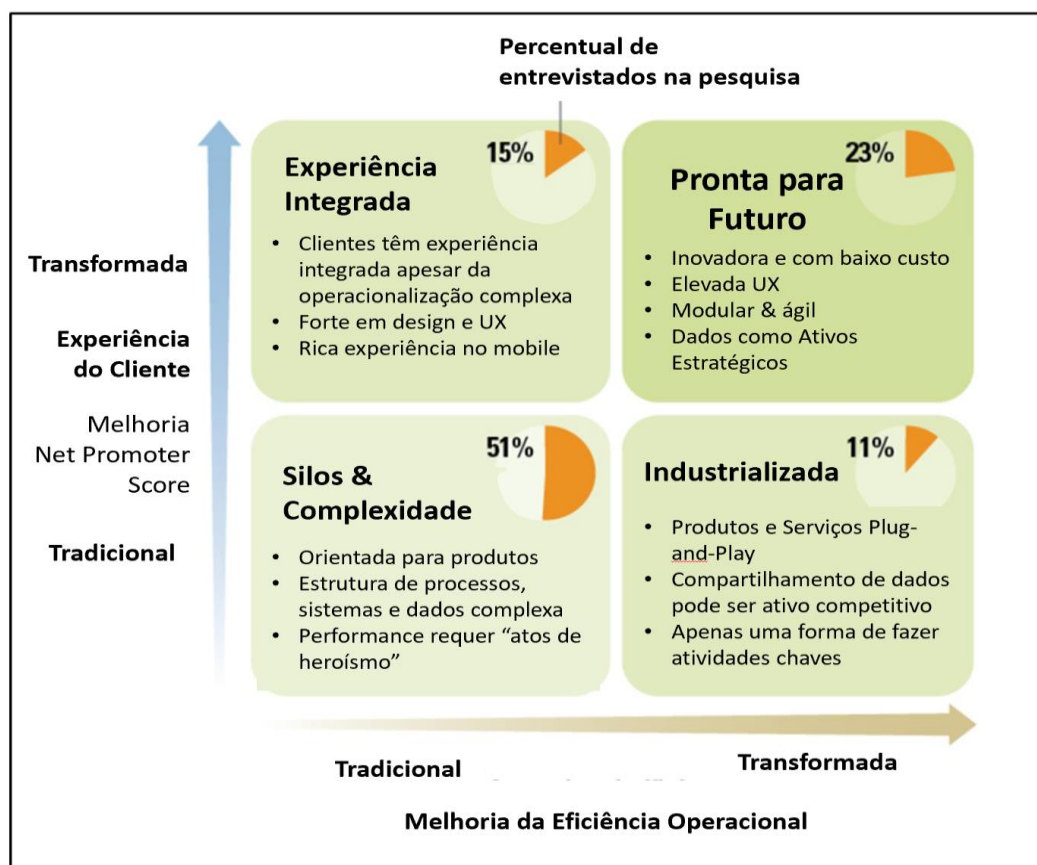 Percentual de
entrevistados na pesquisa
15%
Experiência
Integrada
• Clientes têm experiência
integrada apesar da
operacionalização complexa
• Forte em design e UX
• Rica experiência no mobile
23%
Pronta para
Futuro
• Inovadora e com baixo custo
• Elevada UX
• Modular & ágil
• Dados como Ativos
Estratégicos
Transformada
Experiência
do Cliente
Melhoria
Net Promoter
Score
Tradicional
51%
Silos &
Complexidade
• Orientada para produtos
• Estrutura de processos,
sistemas e dados complexa
• Performance requer “atos de
heroísmo”
11%
Industrializada
• Produtos e Serviços Plug-
and-Play
• Compartilhamento de dados
pode ser ativo competitivo
• Apenas uma forma de fazer
atividades chaves
Tradicional
Transformada
Melhoria da Eficiência Operacional